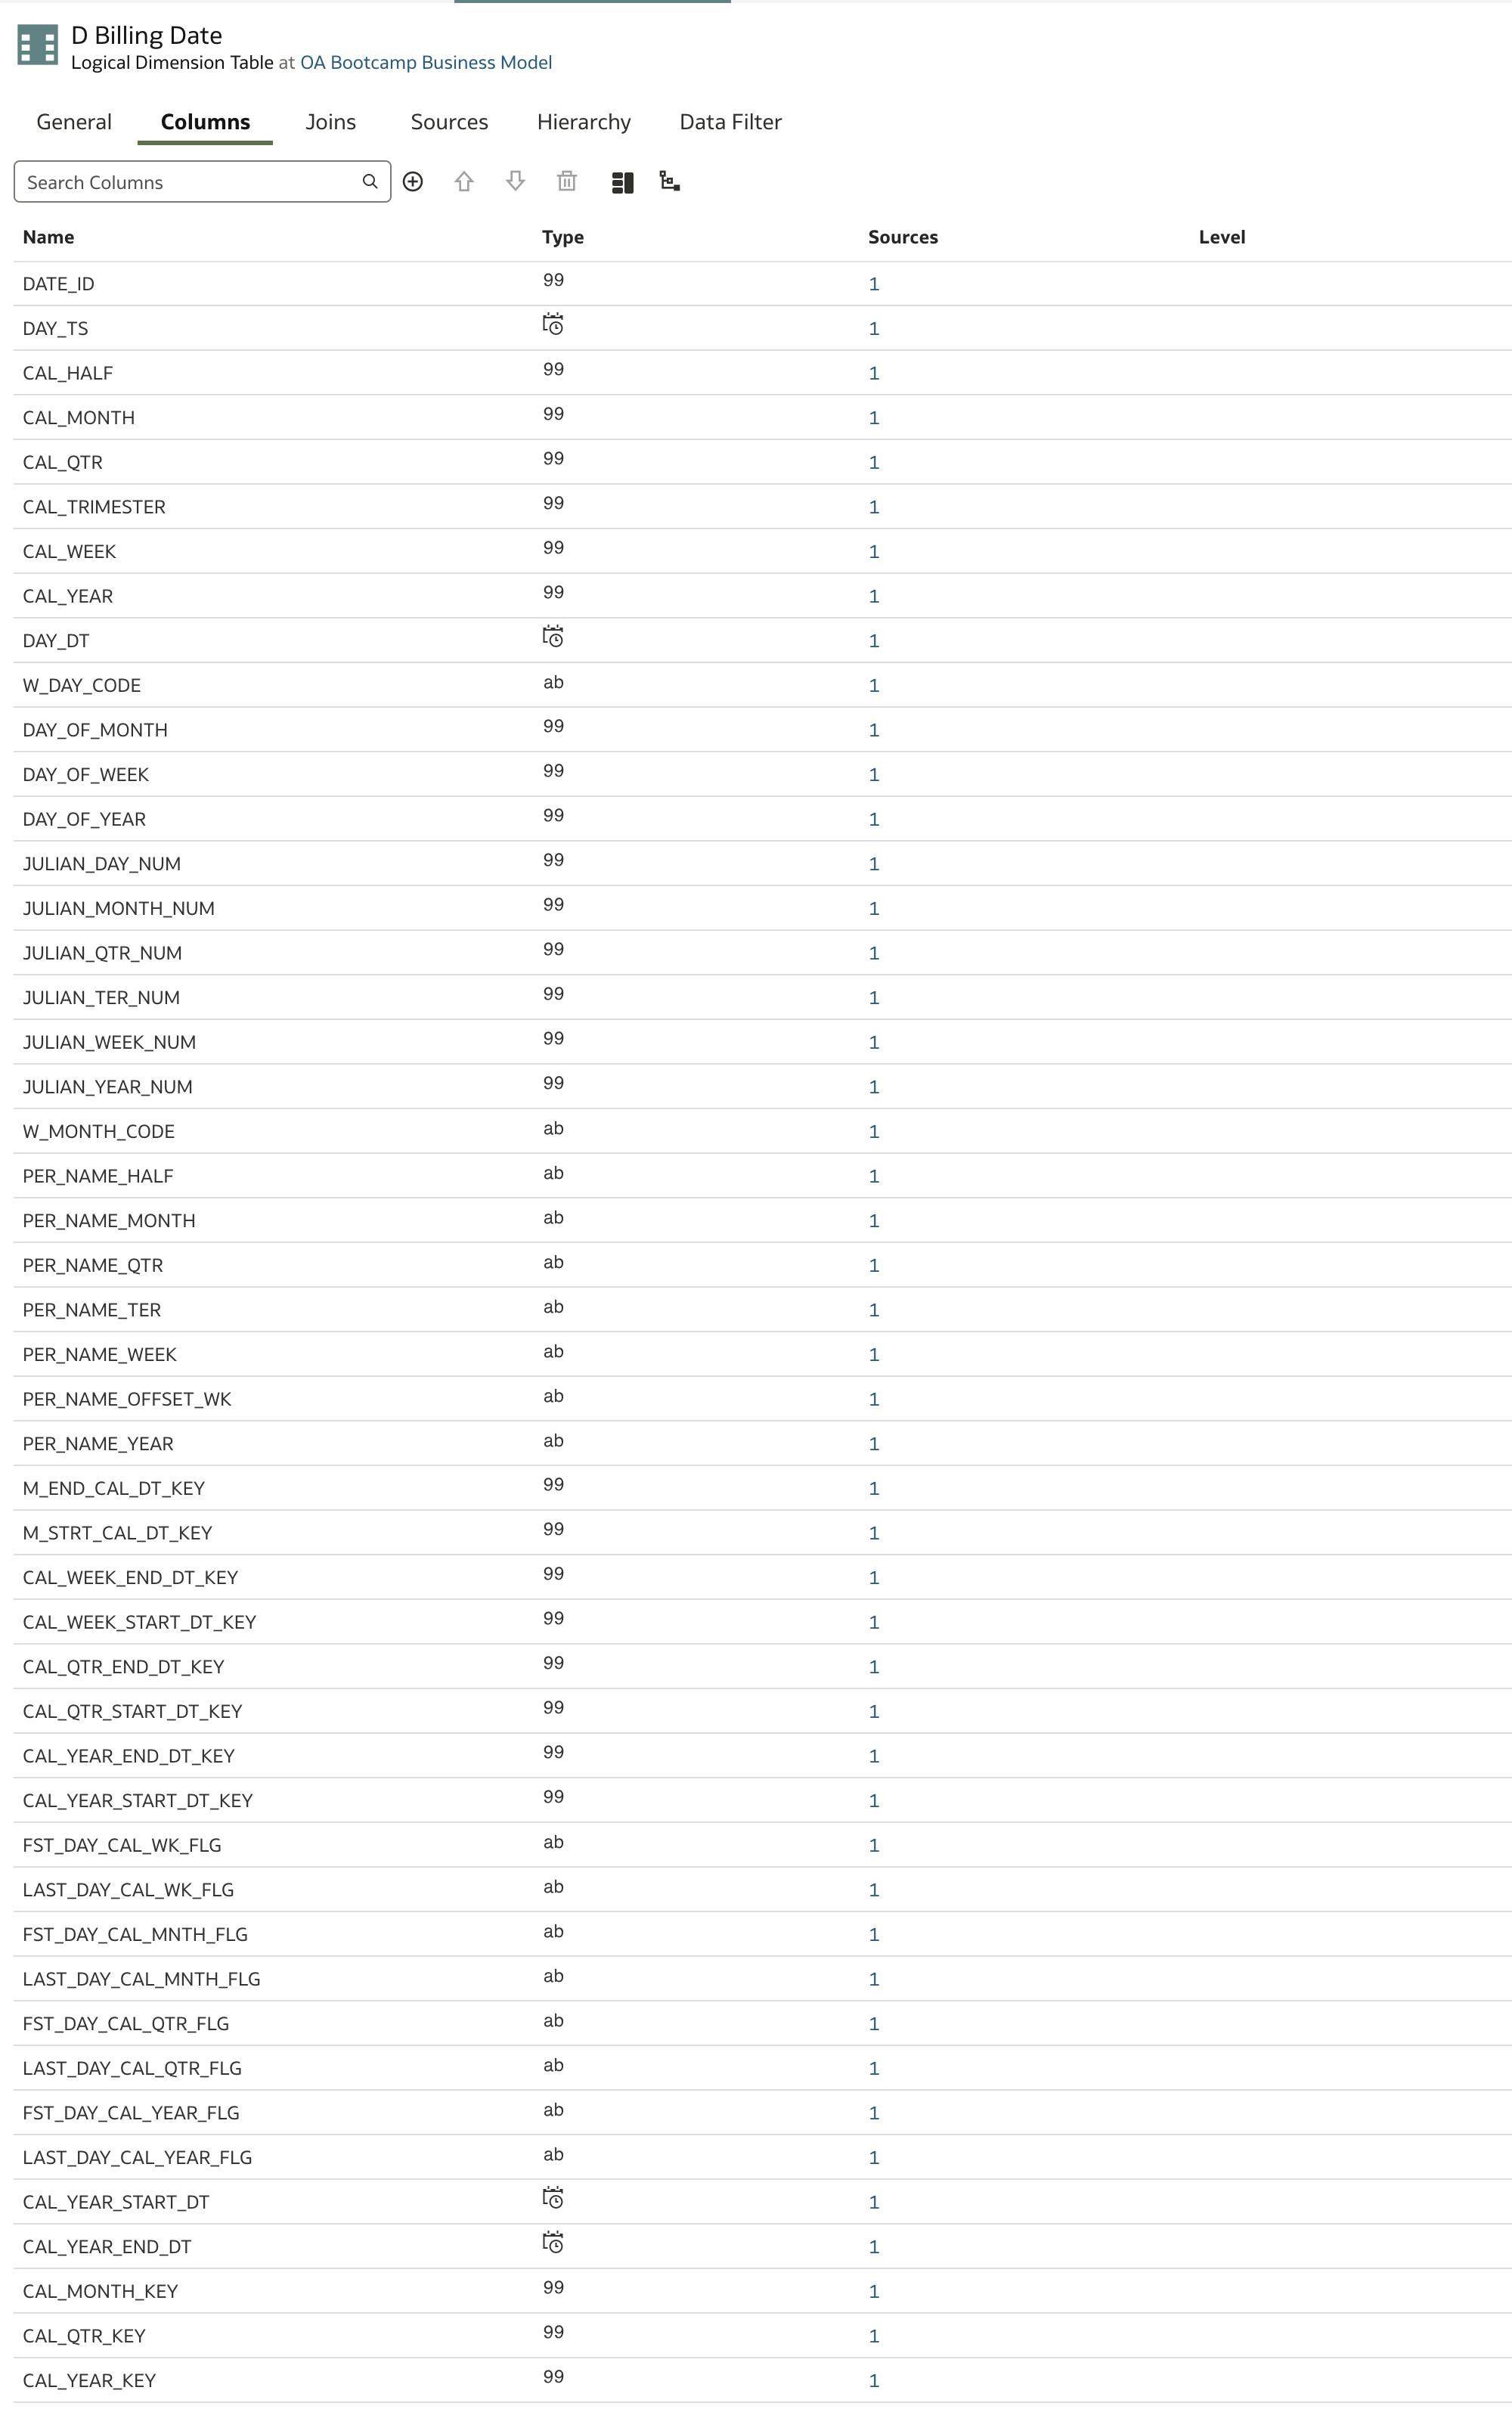 D Billing Date
Logical Dimension Table at OA Bootcamp Business Model
General Columns Joins Sources Hierarchy Data Filter
Search Columns
Name Type Sources Level
DATE_ID 99 1
DAY_TS 1
CAL_HALF 99 1
CAL_MONTH 99 1
CAL_QTR 99 1
CAL_TRIMESTER 99 1
CAL_WEEK 99 1
CAL_YEAR 99 1
DAY_DT 1
W_DAY_CODE ab 1
DAY_OF_MONTH 99 1
DAY_OF_WEEK 99 1
DAY_OF_YEAR 99 1
JULIAN_DAY_NUM 99 1
JULIAN_MONTH_NUM 99 1
JULIAN_QTR_NUM 99 1
JULIAN_TER_NUM 99 1
JULIAN_WEEK_NUM 99 1
JULIAN_YEAR_NUM 99 1
W_MONTH_CODE ab 1
PER_NAME_HALF ab 1
PER_NAME_MONTH ab 1
PER_NAME_QTR ab 1
PER_NAME_TER ab 1
PER_NAME_WEEK ab 1
PER_NAME_OFFSET_WK ab 1
PER_NAME_YEAR ab 1
M_END_CAL_DT_KEY 99 1
M_STRT_CAL_DT_KEY 99 1
CAL_WEEK_END_DT_KEY 99 1
CAL_WEEK_START_DT_KEY 99 1
CAL_QTR_END_DT_KEY 99 1
CAL_QTR_START_DT_KEY 99 1
CAL_YEAR_END_DT_KEY 99 1
CAL_YEAR_START_DT_KEY 99 1
FST_DAY_CAL_WK_FLG ab 1
LAST_DAY_CAL_WK_FLG ab 1
FST_DAY_CAL_MNTH_FLG ab 1
LAST_DAY_CAL_MNTH_FLG ab 1
FST_DAY_CAL_QTR_FLG ab 1
LAST_DAY_CAL_QTR_FLG ab 1
FST_DAY_CAL_YEAR_FLG ab 1
LAST_DAY_CAL_YEAR_FLG ab 1
CAL_YEAR_START_DT 1
CAL_YEAR_END_DT 1
CAL_MONTH_KEY 99 1
CAL_QTR_KEY 99 1
CAL_YEAR_KEY 99 1